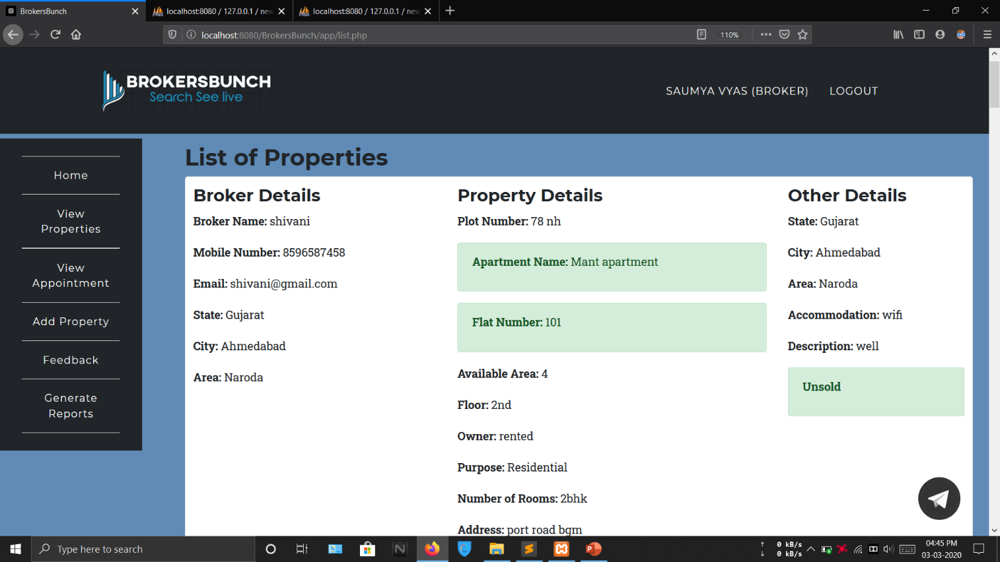 BrokersBunch
localhost:8080 / 127.0.0.1 / new
localhost:8080 / 127.0.0.1 / new
localhost:8080/BrokersBunch/app/list.php
110%
BROKERSBUNCH
Search See live
SAUMYA VYAS (BROKER)
LOGOUT
Home
View
Properties
View
Appointment
Add Property
Feedback
Generate
Reports
List of Properties
Broker Details
Broker Name: shivani
Mobile Number: 8596587458
Email: shivani@gmail.com
State: Gujarat
City: Ahmedabad
Area: Naroda
Property Details
Plot Number: 78 nh
Apartment Name: Mant apartment
Flat Number: 101
Available Area: 4
Floor: 2nd
Owner: rented
Purpose: Residential
Number of Rooms: 2bhk
Address: port road bgm
Other Details
State: Gujarat
City: Ahmedabad
Area: Naroda
Accommodation: wifi
Description: well
Unsold
Type here to search
0 kB/s
0 kB/s
04:45 PM
03-03-2020